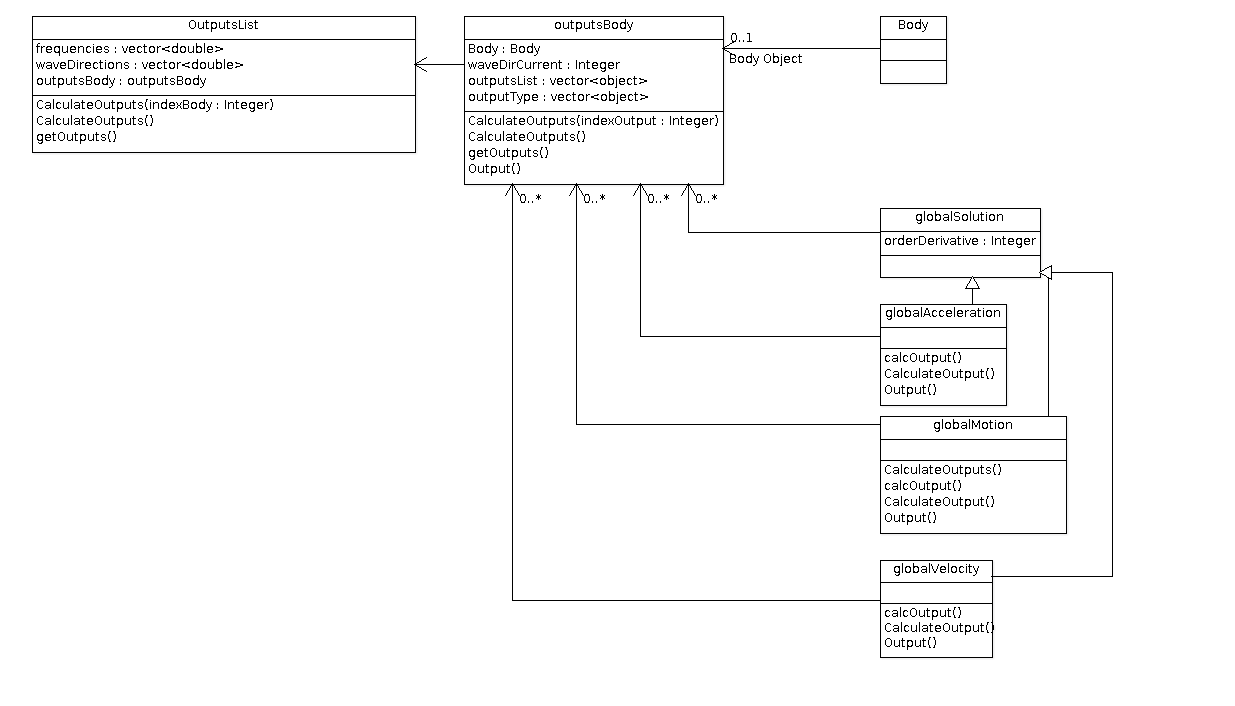 OutputsList
frequencies : vector<double>
waveDirections : vector<double>
outputsBody : outputsBody
CalculateOutputs(indexBody : Integer)
CalculateOutputs()
getOutputs()
outputsBody
Body : Body
waveDirCurrent : Integer
outputsList : vector<object>
outputType : vector<object>
CalculateOutputs(indexOutput : Integer)
CalculateOutputs()
getOutputs()
Output()
0..1
Body Object
Body
0..*
0..*
0..*
0..*
globalSolution
orderDerivative : Integer
globalAcceleration
calcOutput()
CalculateOutput()
Output()
globalMotion
CalculateOutputs()
calcOutput()
CalculateOutput()
Output()
globalVelocity
calcOutput()
CalculateOutput()
Output()